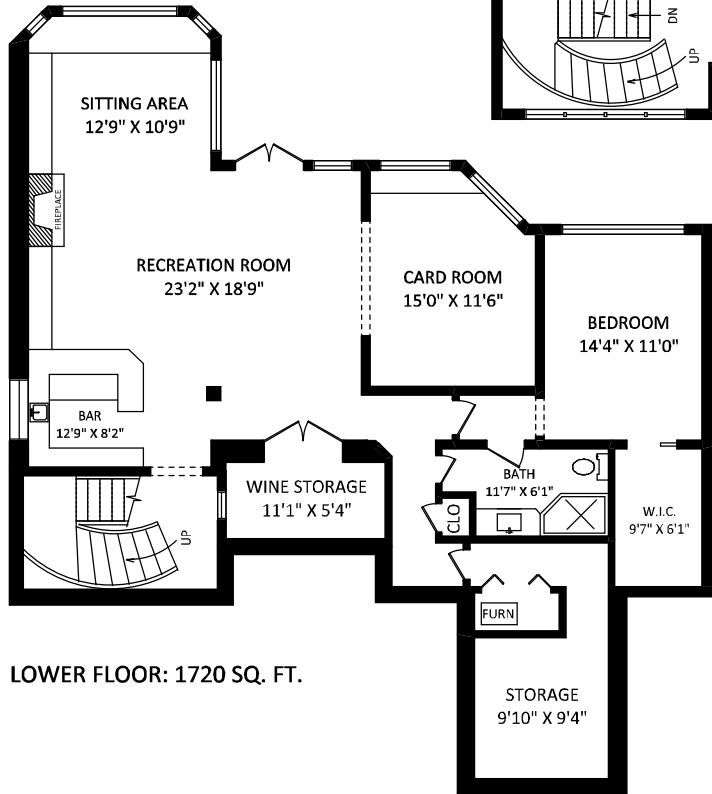 DN
UP
SITTING AREA
12'9" X 10'9"
FIREPLACE
RECREATION ROOM
23'2" X 18'9"
CARD ROOM
15'0" X 11'6"
BEDROOM
14'4" X 11'0"
BAR
12'9" X 8'2"
WINE STORAGE
11'1" X 5'4"
BATH
11'7" X 6'1"
CLO
W.I.C.
9'7" X 6'1"
UP
FURN
LOWER FLOOR: 1720 SQ. FT.
STORAGE
9'10" X 9'4"